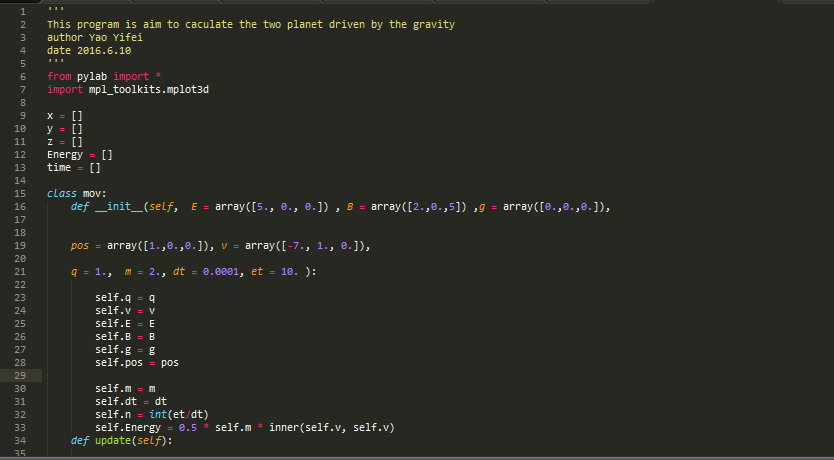 1 '''
2 This program is aim to caculate the two planet driven by the gravity
3 author Yao Yifei
4 date 2016.6.10
5 '''
6 from pylab import *
7 import mpl_toolkits.mplot3d
8
9 x = []
10 y = []
11 z = []
12 Energy = []
13 time = []
14
15 class mov:
16 def __init__(self, E = array([5., 0., 0.]) , B = array([2.,0.,5]) ,g = array([0.,0.,0.]),
17
18
19 pos = array([1.,0.,0.]), v = array([-7., 1., 0.]),
20
21 q = 1., m = 2., dt = 0.0001, et = 10. ):
22
23 self.q = q
24 self.v = v
25 self.E = E
26 self.B = B
27 self.g = g
28 self.pos = pos
29
30 self.m = m
31 self.dt = dt
32 self.n = int(et/dt)
33 self.Energy = 0.5 * self.m * inner(self.v, self.v)
34 def update(self):
35